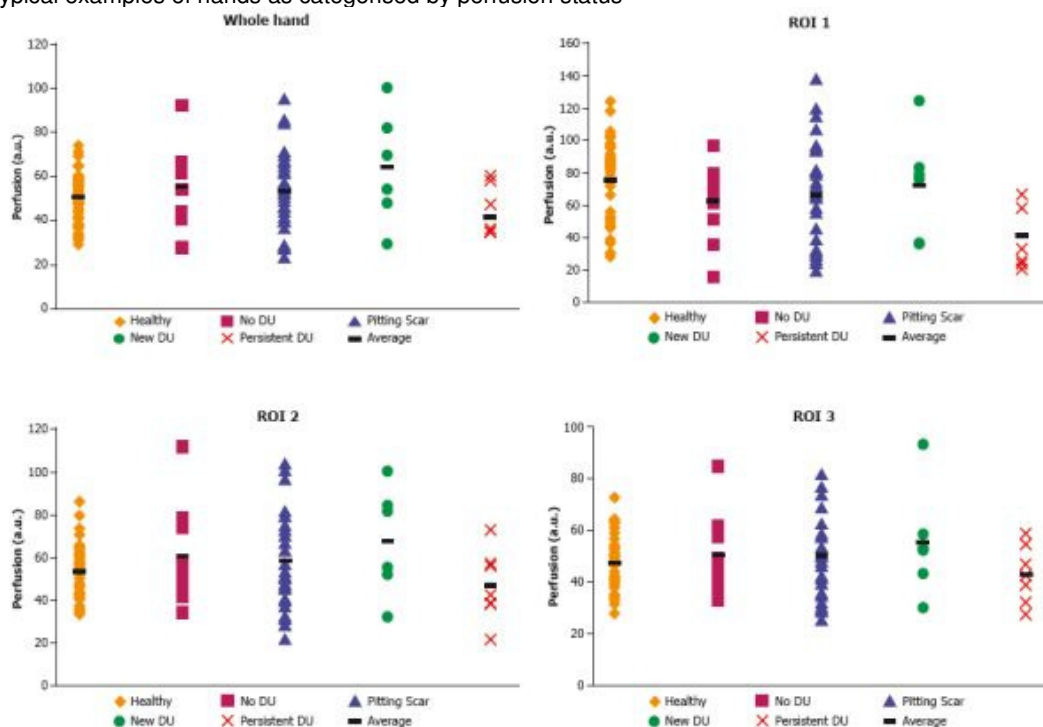 ypical examples of hands as categorised by perfusion status
Whole hand
Perfusion (a.u.)
120
100
80
60
40
20
0
Healthy No DU Pitting Scar
New DU Persistent DU Average
ROI 1
Perfusion (a.u.)
160
140
120
100
80
60
40
20
0
Healthy No DU Pitting Scar
New DU Persistent DU Average
ROI 2
Perfusion (a.u.)
120
100
80
60
40
20
0
Healthy No DU Pitting Scar
New DU Persistent DU Average
ROI 3
Perfusion (a.u.)
100
80
60
40
20
0
Healthy No DU Pitting Scar
New DU Persistent DU Average